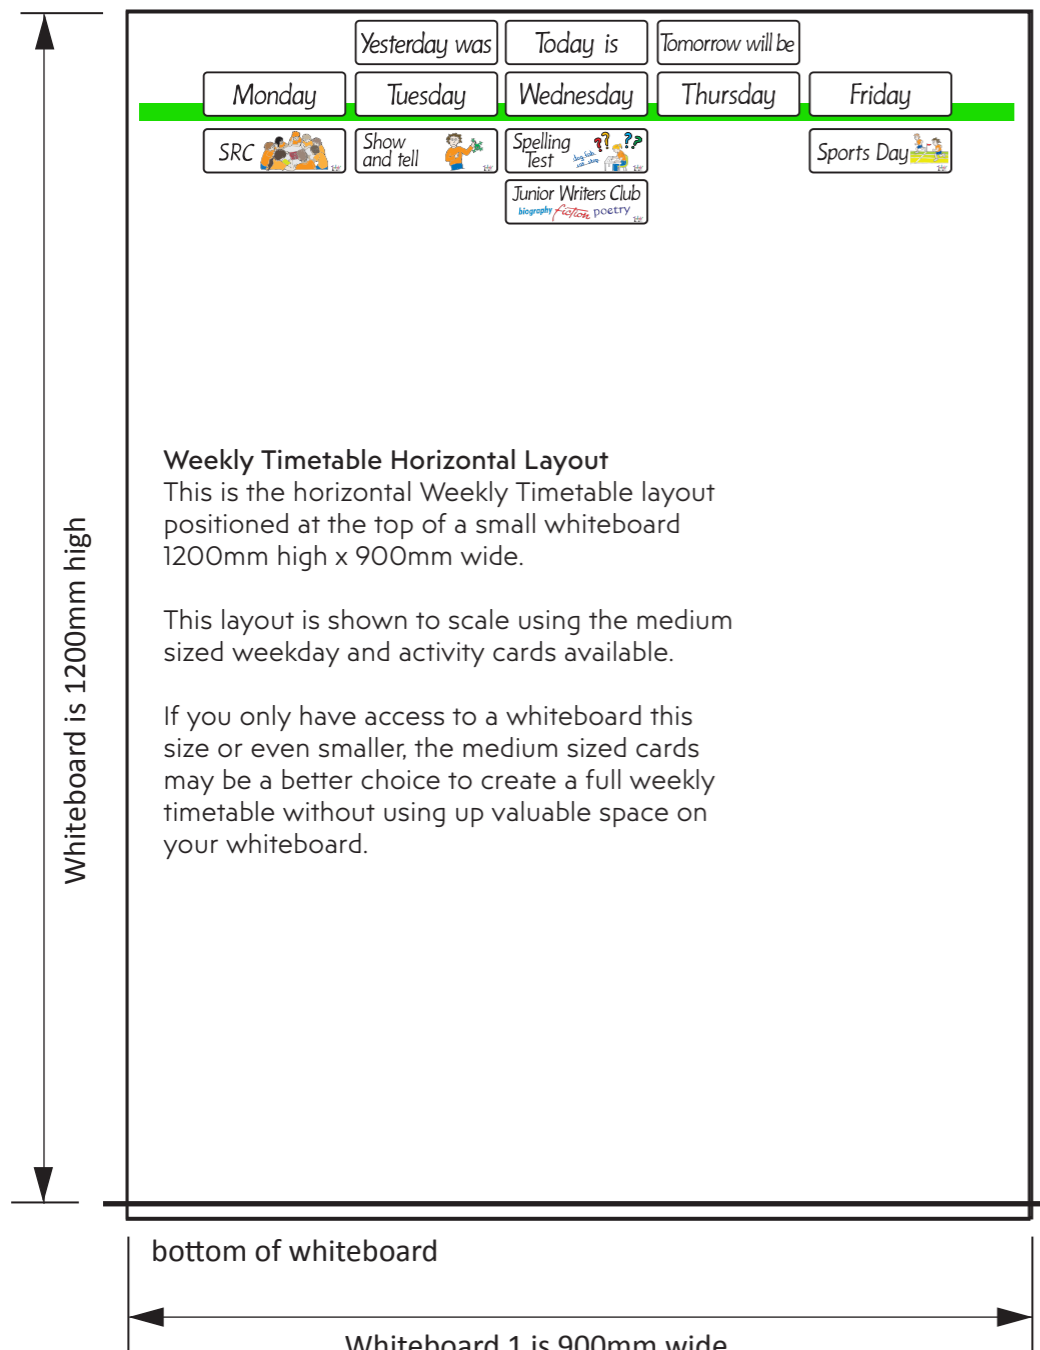 Yesterday was Today is Tomorrow will be
Monday Tuesday Wednesday Thursday Friday
SRC Show and tell Spelling Test Sports Day
Junior Writers Club
biography fiction poetry
Weekly Timetable Horizontal Layout
This is the horizontal Weekly Timetable layout
positioned at the top of a small whiteboard
1200mm high x 900mm wide.
This layout is shown to scale using the medium
sized weekday and activity cards available.
If you only have access to a whiteboard this
size or even smaller, the medium sized cards
may be a better choice to create a full weekly
timetable without using up valuable space on
your whiteboard.
Whiteboard is 1200mm high
bottom of whiteboard
Whiteboard 1 is 900mm wide